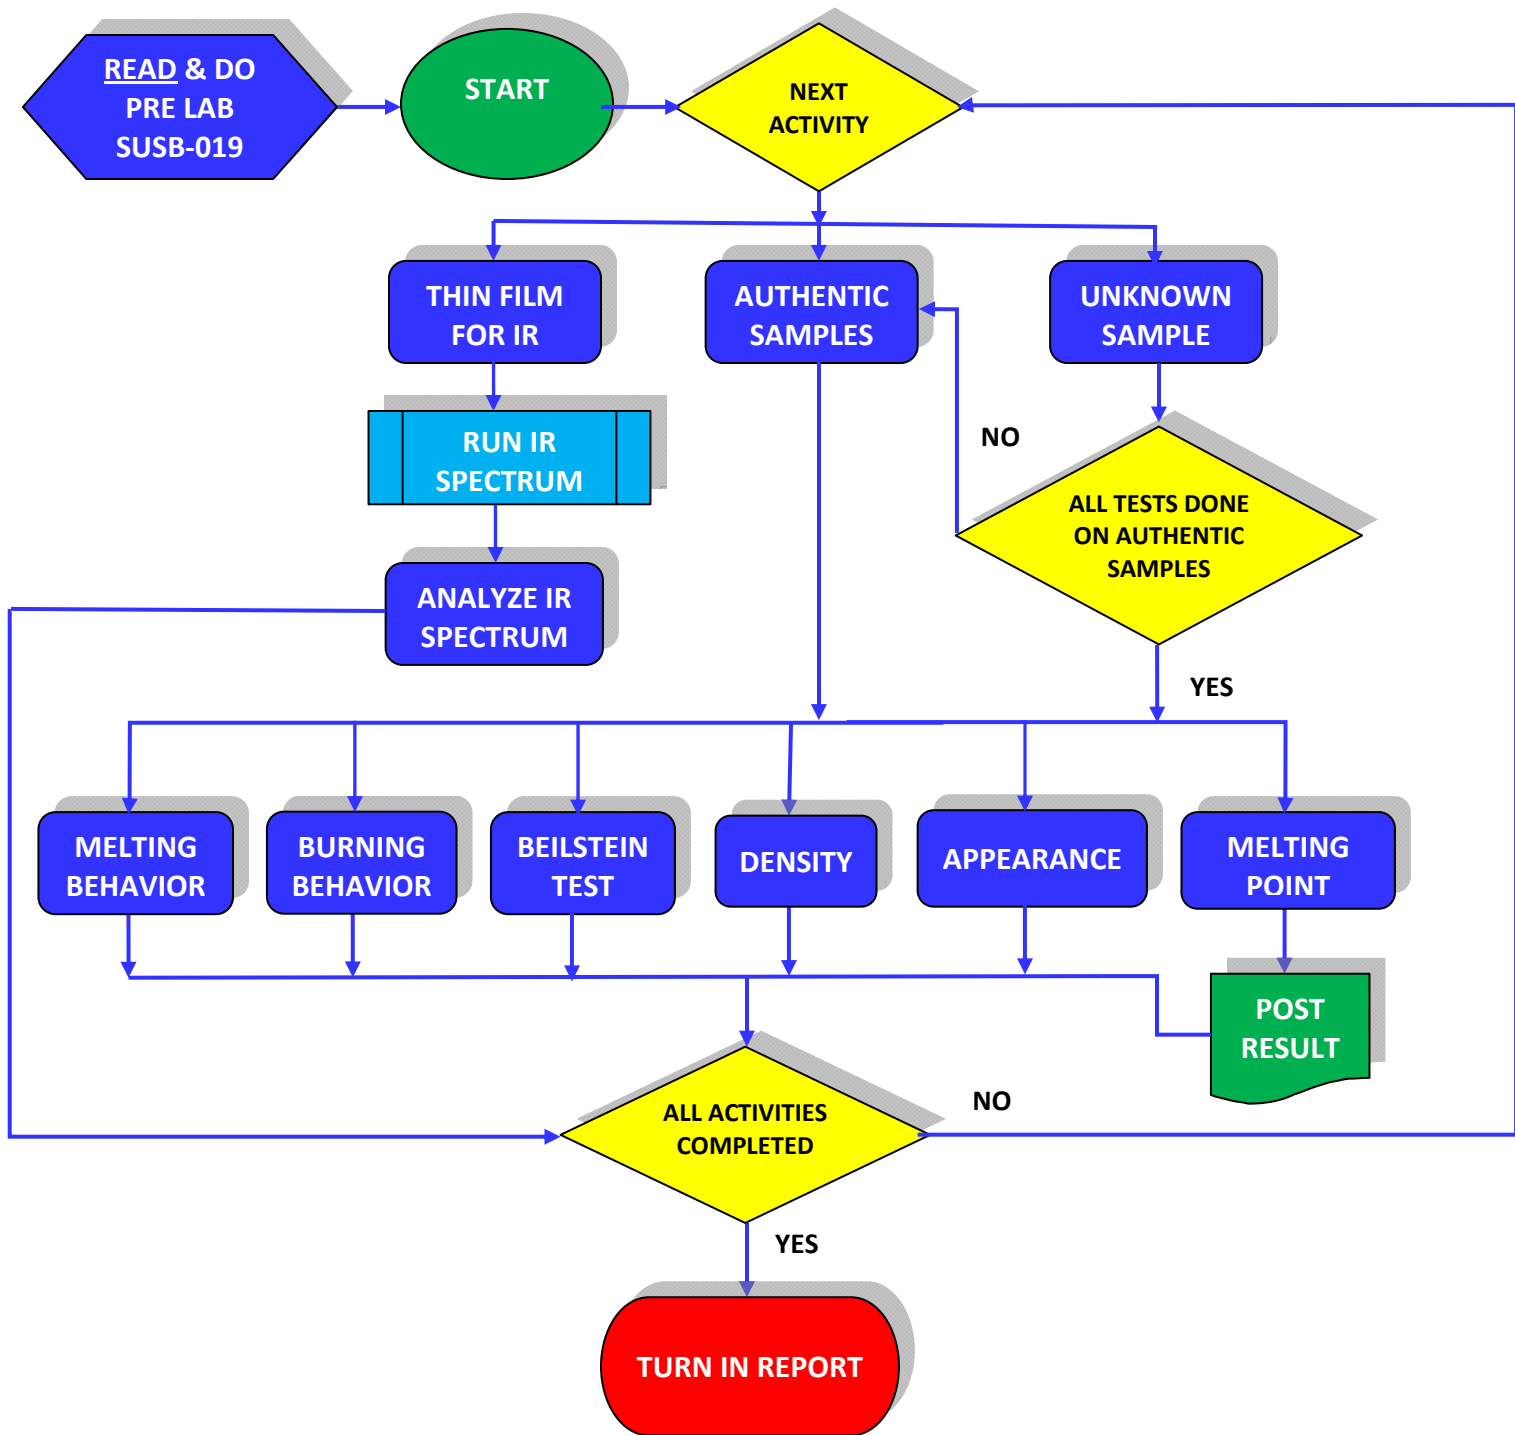 READ & DO
PRE LAB
SUSB-019
START
NEXT
ACTIVITY
THIN FILM
FOR IR
AUTHENTIC
SAMPLES
UNKNOWN
SAMPLE
RUN IR
SPECTRUM
NO
ALL TESTS DONE
ON AUTHENTIC
SAMPLES
ANALYZE IR
SPECTRUM
YES
MELTING
BEHAVIOR
BURNING
BEHAVIOR
BEILSTEIN
TEST
DENSITY
APPEARANCE
MELTING
POINT
POST
RESULT
ALL ACTIVITIES
COMPLETED
NO
YES
TURN IN REPORT